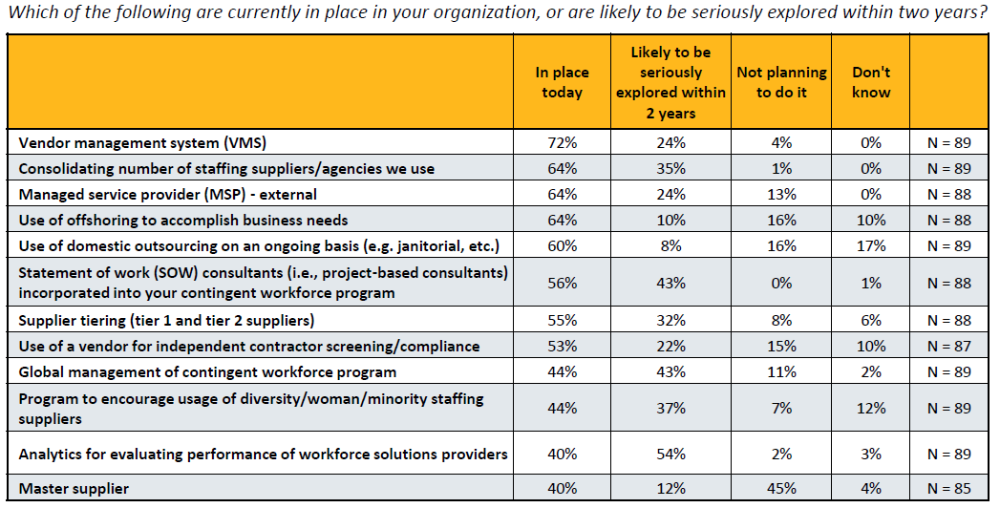 Which of the following are currently in place in your organization, or are likely to be seriously explored within two years?
In place today | Likely to be seriously explored within 2 years | Not planning to do it | Don't know
Vendor management system (VMS) 72% 24% 4% 0% N = 89
Consolidating number of staffing suppliers/agencies we use 64% 35% 1% 0% N = 89
Managed service provider (MSP) - external 64% 24% 13% 0% N = 88
Use of offshoring to accomplish business needs 64% 10% 16% 10% N = 88
Use of domestic outsourcing on an ongoing basis (e.g. janitorial, etc.) 60% 8% 16% 17% N = 89
Statement of work (SOW) consultants (i.e., project-based consultants)
incorporated into your contingent workforce program 56% 43% 0% 1% N = 88
Supplier tiering (tier 1 and tier 2 suppliers) 55% 32% 8% 6% N = 88
Use of a vendor for independent contractor screening/compliance 53% 22% 15% 10% N = 87
Global management of contingent workforce program 44% 43% 11% 2% N = 89
Program to encourage usage of diversity/woman/minority staffing
suppliers 44% 37% 7% 12% N = 89
Analytics for evaluating performance of workforce solutions providers 40% 54% 2% 3% N = 89
Master supplier 40% 12% 45% 4% N = 85